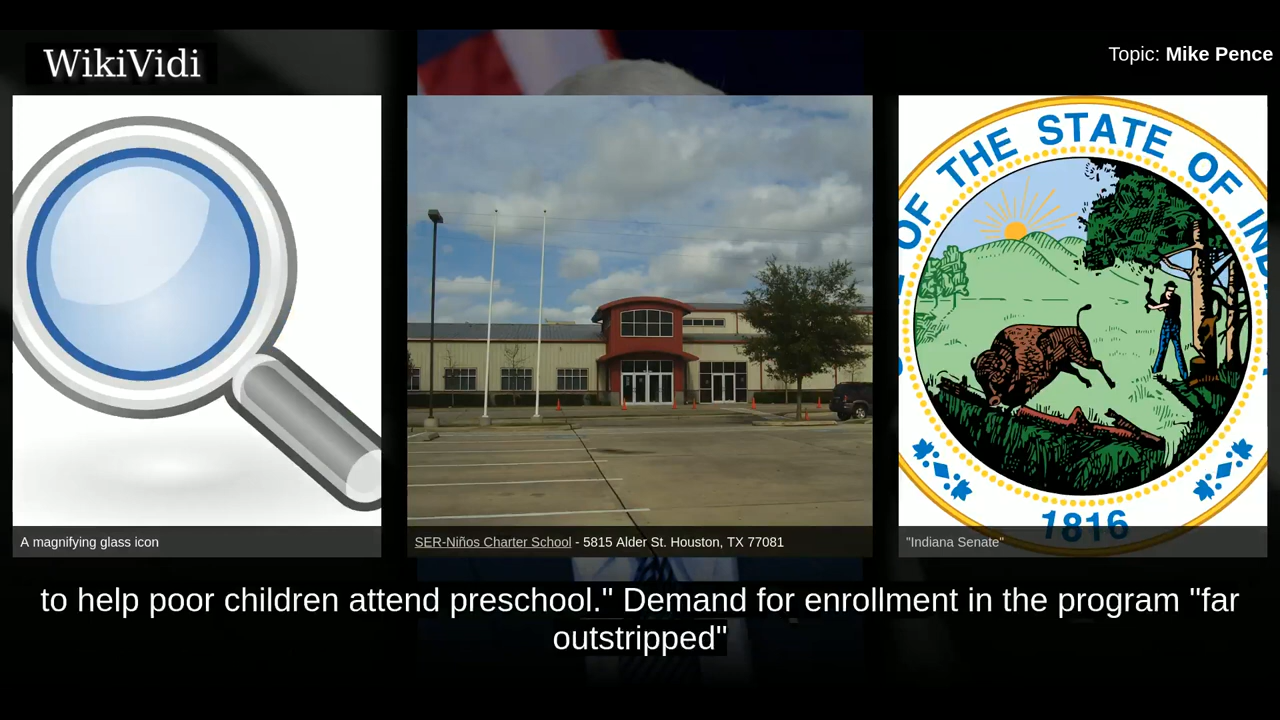 WikiVidi
Topic: Mike Pence
OF THE STATE OF IND
1816
A magnifying glass icon
SER-Niños Charter School - 5815 Alder St. Houston, TX 77081
"Indiana Senate"
to help poor children attend preschool." Demand for enrollment in the program "far
outstripped"